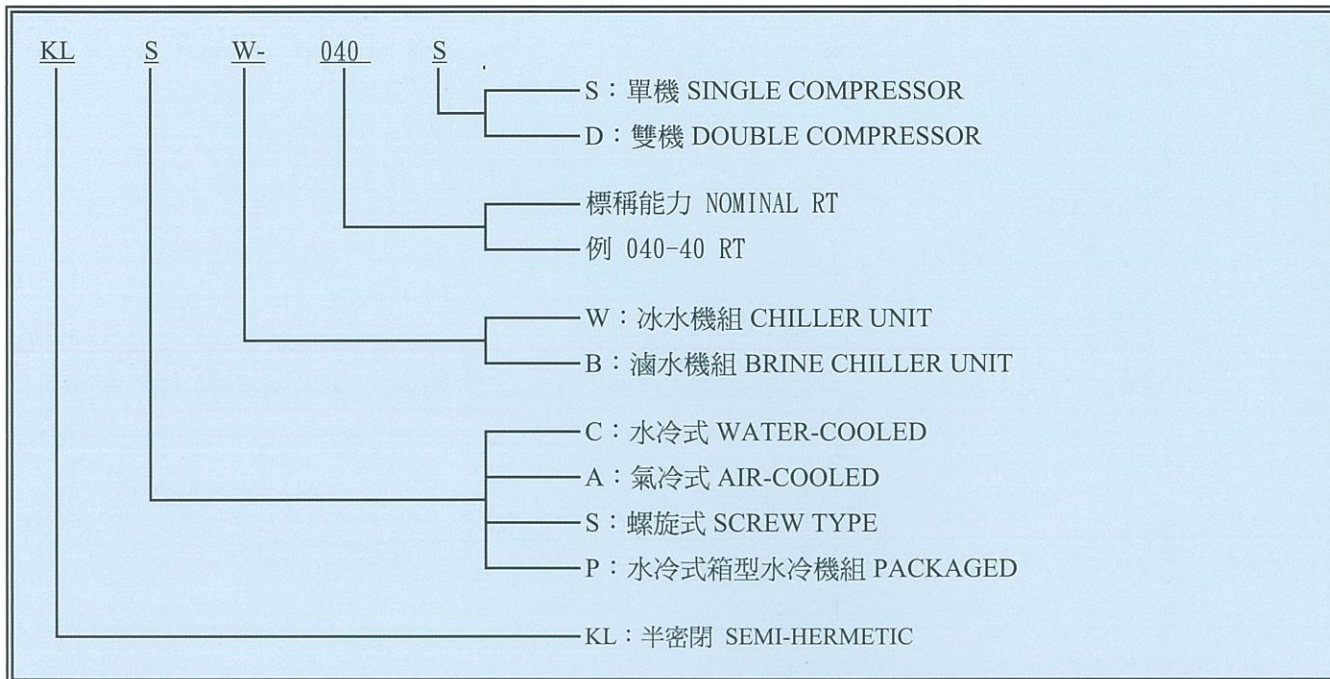 KL S W- 040 S
S：單機 SINGLE COMPRESSOR
D：雙機 DOUBLE COMPRESSOR
標稱能力 NOMINAL RT
例 040-40 RT
W：冰水機組 CHILLER UNIT
B：滷水機組 BRINE CHILLER UNIT
C：水冷式 WATER-COOLED
A：氣冷式 AIR-COOLED
S：螺旋式 SCREW TYPE
P：水冷式箱型水冷機組 PACKAGED
KL：半密閉 SEMI-HERMETIC